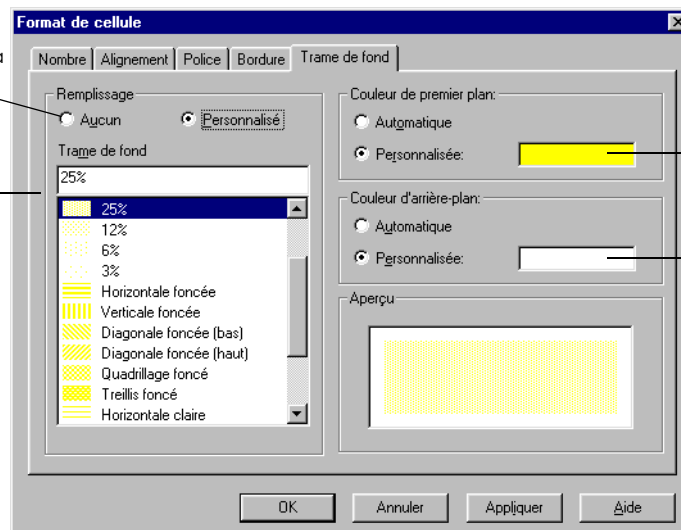 Format de cellule
a
Nombre Alignement Police Bordure Trame de fond
Remplissage
Aucun Personnalisé
Trame de fond
25%
25%
12%
6%
3%
Horizontale foncée
Verticale foncée
Diagonale foncée (bas)
Diagonale foncée (haut)
Quadrillage foncé
Treillis foncé
Horizontale claire
Couleur de premier plan:
Automatique
Personnalisée:
Couleur d'arrière-plan:
Automatique
Personnalisée:
Aperçu
OK Annuler Appliquer Aide